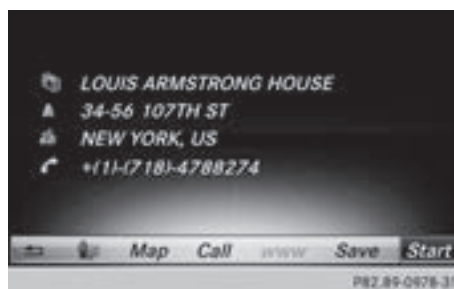 LOUIS ARMSTRONG HOUSE
34-56 107TH ST
NEW YORK, US
+(1)-(718)-4788274
Map Call www Save Start
P82.89-0978-31